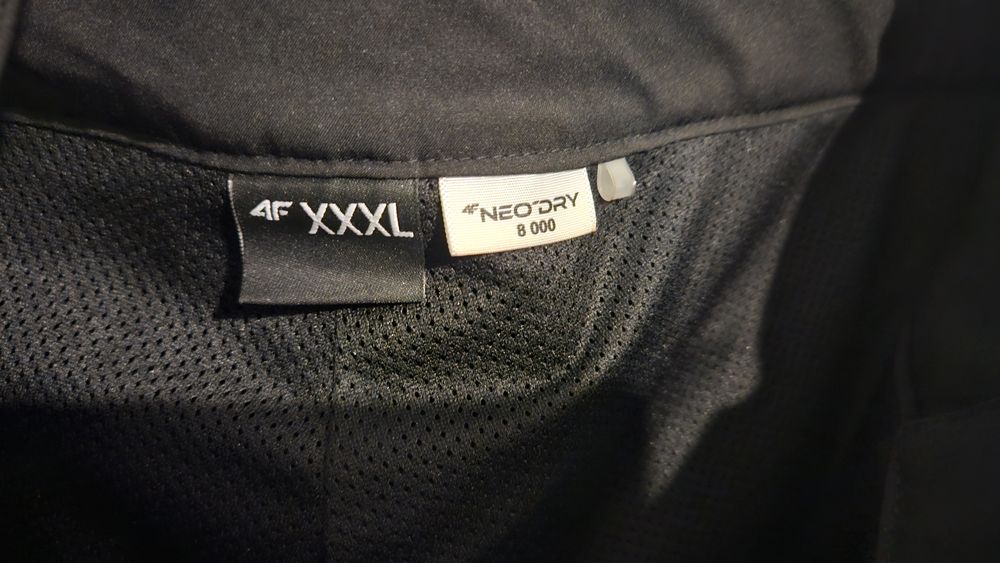 4F XXXL
4F NEO-DRY
8 000